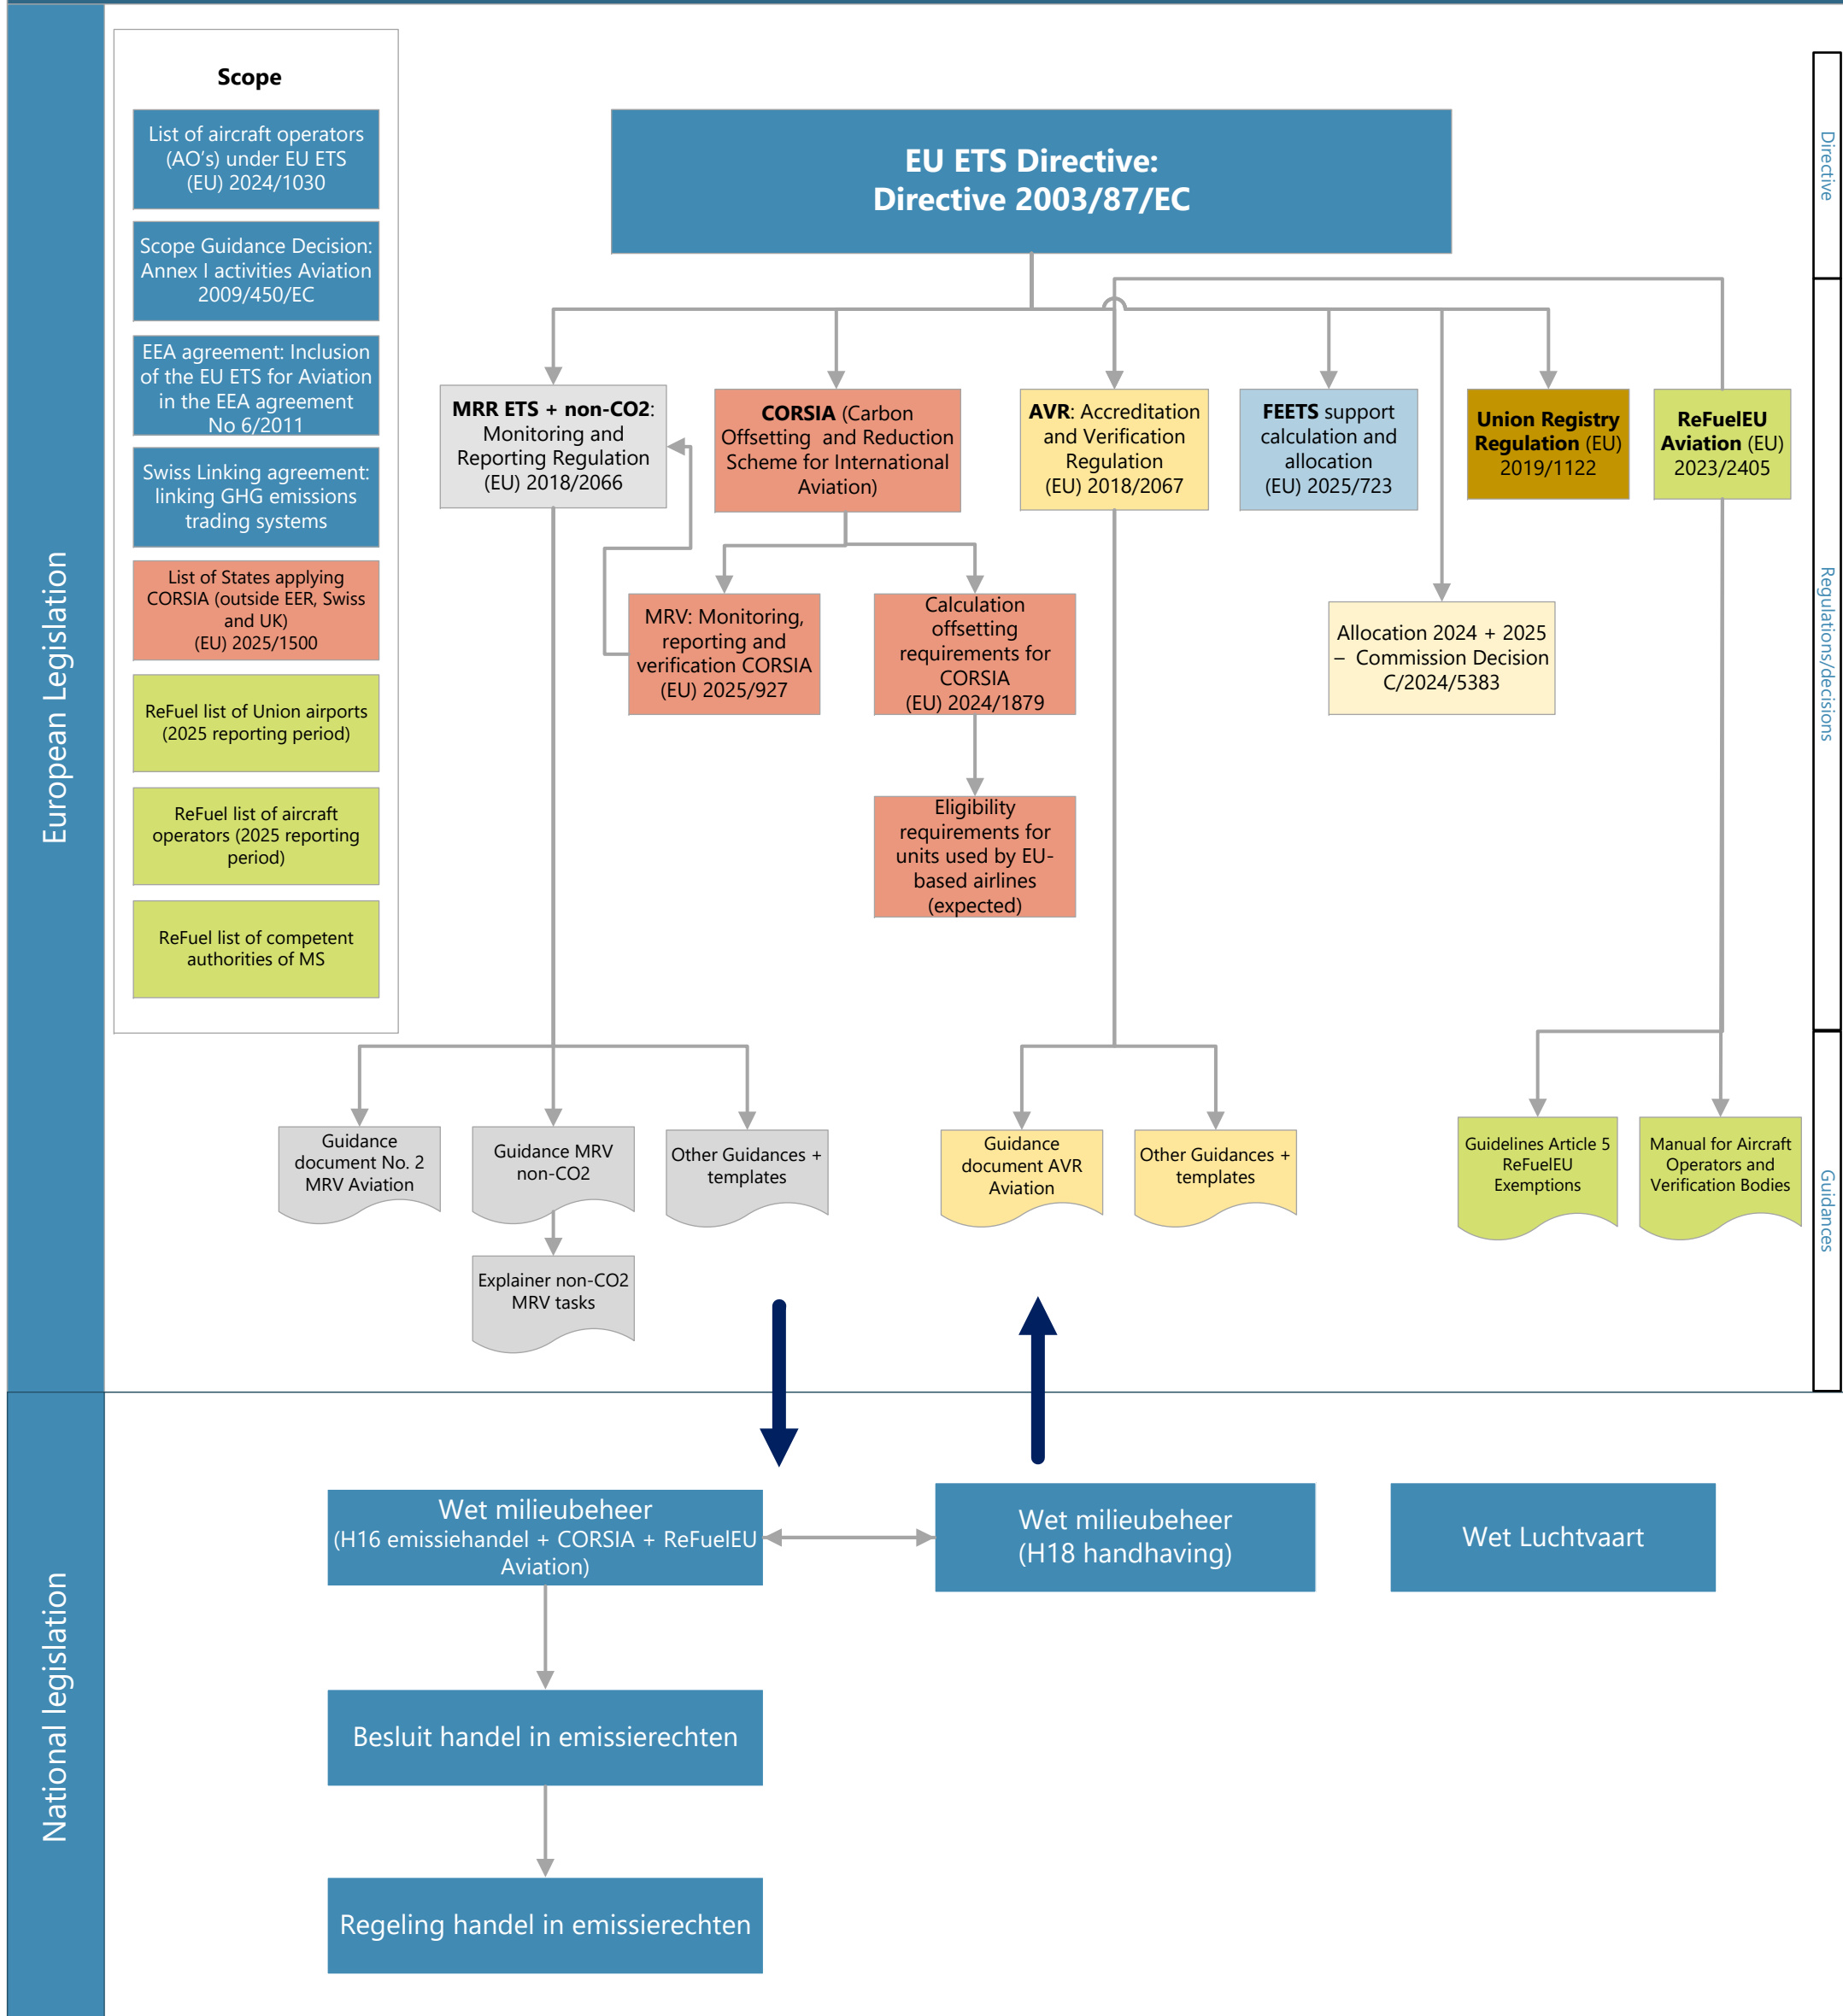 European Legislation
Scope
List of aircraft operators
(AO's) under EU ETS
(EU) 2024/1030
Scope Guidance Decision:
Annex I activities Aviation
2009/450/EC
EEA agreement: Inclusion
of the EU ETS for Aviation
in the EEA agreement
No 6/2011
Swiss Linking agreement:
linking GHG emissions
trading systems
List of States applying
CORSIA (outside EER, Swiss
and UK)
(EU) 2025/1500
ReFuel list of Union airports
(2025 reporting period)
ReFuel list of aircraft
operators (2025 reporting
period)
ReFuel list of competent
authorities of MS
EU ETS Directive:
Directive 2003/87/EC
Directive
MRR ETS + non-CO2:
Monitoring and
Reporting Regulation
(EU) 2018/2066
CORSIA (Carbon
Offsetting and Reduction
Scheme for International
Aviation)
AVR: Accreditation
and Verification
Regulation
(EU) 2018/2067
FEETS support
calculation and
allocation
(EU) 2025/723
Union Registry
Regulation (EU)
2019/1122
ReFuelEU
Aviation (EU)
2023/2405
MRV: Monitoring,
reporting and
verification CORSIA
(EU) 2025/927
Calculation
offsetting
requirements for
CORSIA
(EU) 2024/1879
Allocation 2024 + 2025
– Commission Decision
C/2024/5383
Eligibility
requirements for
units used by EU-
based airlines
(expected)
Regulations/decisions
Guidance
document No. 2
MRV Aviation
Guidance MRV
non-CO2
Other Guidances +
templates
Guidance
document AVR
Aviation
Other Guidances +
templates
Guidelines Article 5
ReFuelEU
Exemptions
Manual for Aircraft
Operators and
Verification Bodies
Explainer non-CO2
MRV tasks
Guidances
National legislation
Wet milieubeheer
(H16 emissiehandel + CORSIA + ReFuelEU
Aviation)
Wet milieubeheer
(H18 handhaving)
Wet Luchtvaart
Besluit handel in emissierechten
Regeling handel in emissierechten